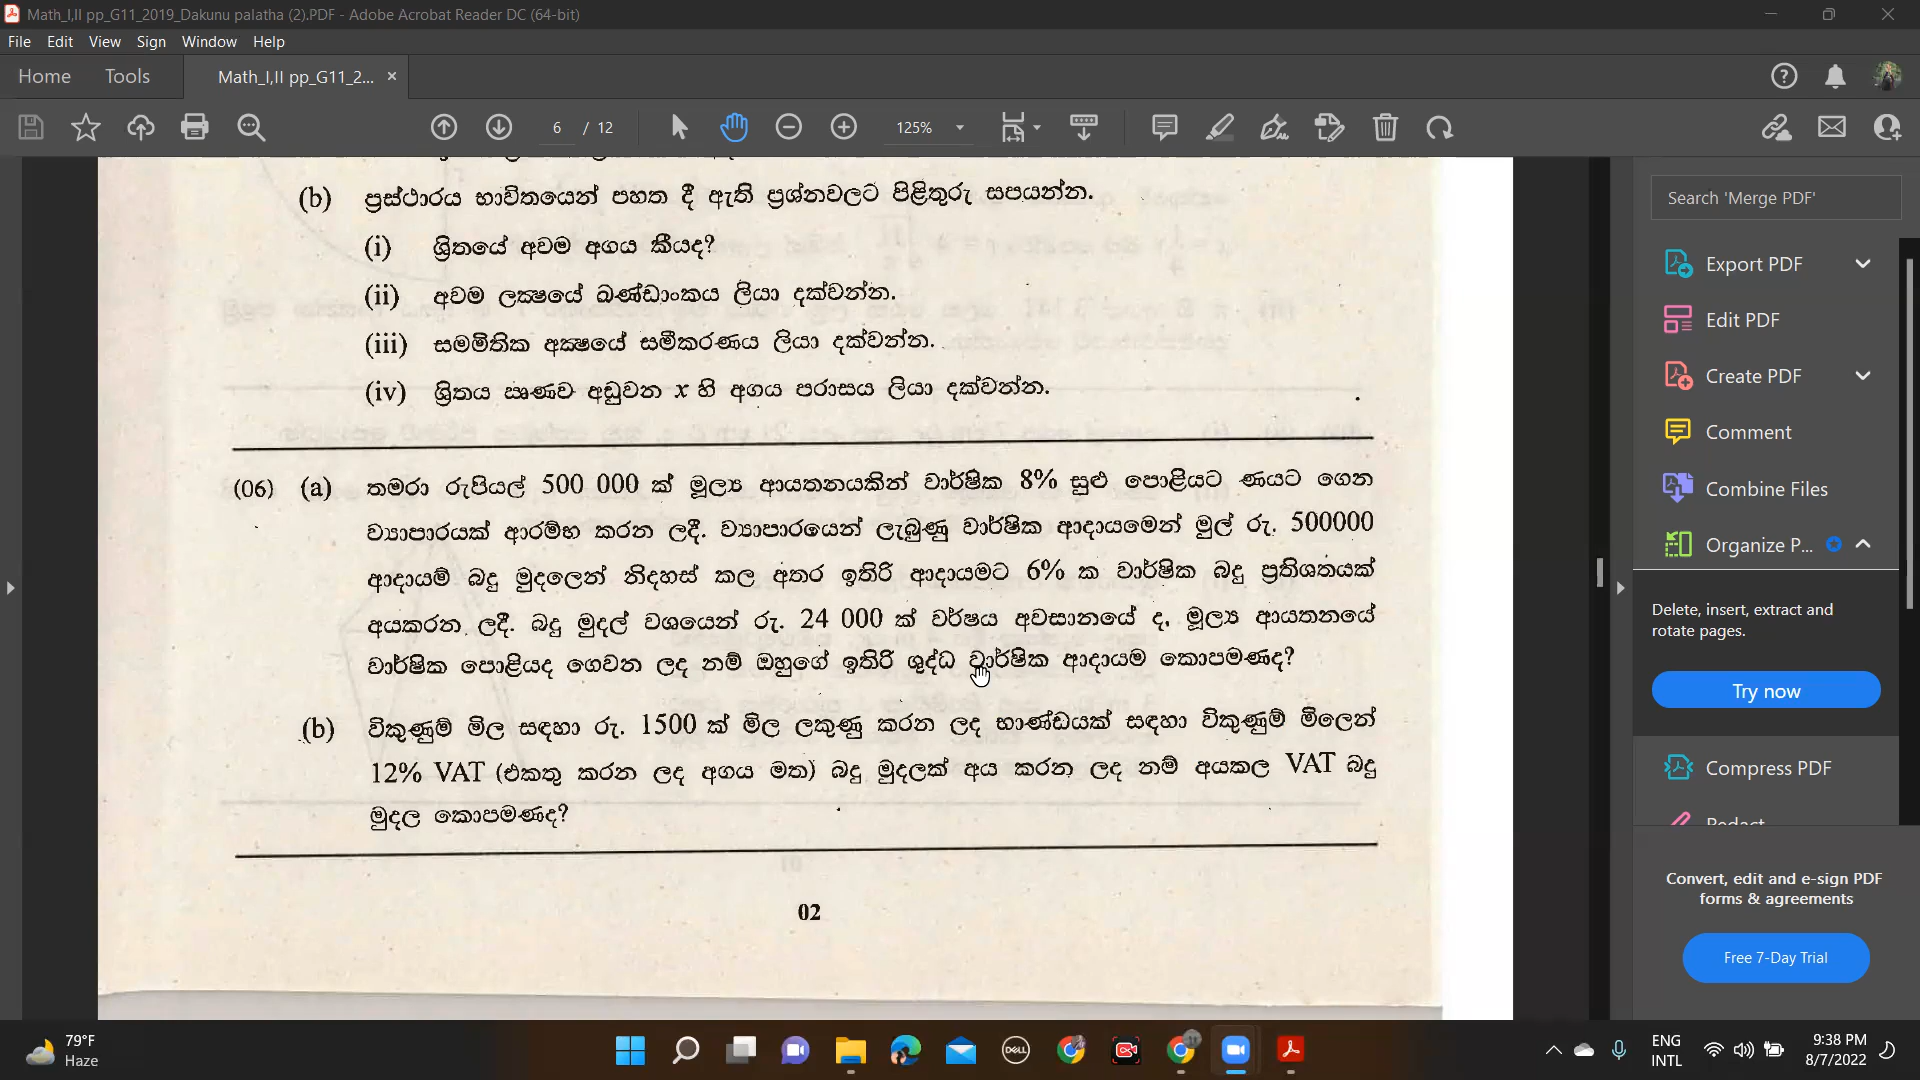 Math_I,II pp_G11_2019_Dakunu palatha (2).PDF - Adobe Acrobat Reader DC (64-bit)
File Edit View Sign Window Help
Home Tools Math_I,II pp_G11_2... ×
6 / 12 125%
(b) ප්‍රස්ථාරය භාවිතයෙන් පහත දී ඇති ප්‍රශ්නවලට පිළිතුරු සපයන්න.
(i) ශ්‍රිතයේ අවම අගය කීයද?
(ii) අවම ලක්‍ෂයේ ඛණ්ඩාංකය ලියා දක්වන්න.
(iii) සමමිතික අක්‍ෂයේ සමීකරණය ලියා දක්වන්න.
(iv) ශ්‍රිතය ඍණව අඩුවන x හි අගය පරාසය ලියා දක්වන්න.
(06) (a) තමරා රුපියල් 500 000 ක් මූල්‍ය ආයතනයකින් වාර්ෂික 8% සුළු පොළියට ණයට ගෙන
ව්‍යාපාරයක් ආරම්භ කරන ලදී. ව්‍යාපාරයෙන් ලැබුණු වාර්ෂික ආදායමෙන් මුල් රු. 500000
ආදායම් බදු මුදලෙන් නිදහස් කල අතර ඉතිරි ආදායමට 6% ක වාර්ෂික බදු ප්‍රතිශතයක්
අයකරන ලදී. බදු මුදල් වශයෙන් රු. 24 000 ක් වර්ෂය අවසානයේ ද, මූල්‍ය ආයතනයේ
වාර්ෂික පොළියද ගෙවන ලද නම් ඔහුගේ ඉතිරි ශුද්ධ වාර්ෂික ආදායම කොපමණද?
(b) විකුණුම් මිල සඳහා රු. 1500 ක් මිල ලකුණු කරන ලද භාණ්ඩයක් සඳහා විකුණුම් මිලෙන්
12% VAT (එකතු කරන ලද අගය මත) බදු මුදලක් අය කරන ලද නම් අයකල VAT බදු
මුදල කොපමණද?
02
Search 'Merge PDF'
Export PDF
Edit PDF
Create PDF
Comment
Combine Files
Organize P...
Delete, insert, extract and
rotate pages.
Try now
Compress PDF
Redact
Convert, edit and e-sign PDF
forms & agreements
Free 7-Day Trial
79°F
Haze
DELL
ENG
INTL
9:38 PM
8/7/2022